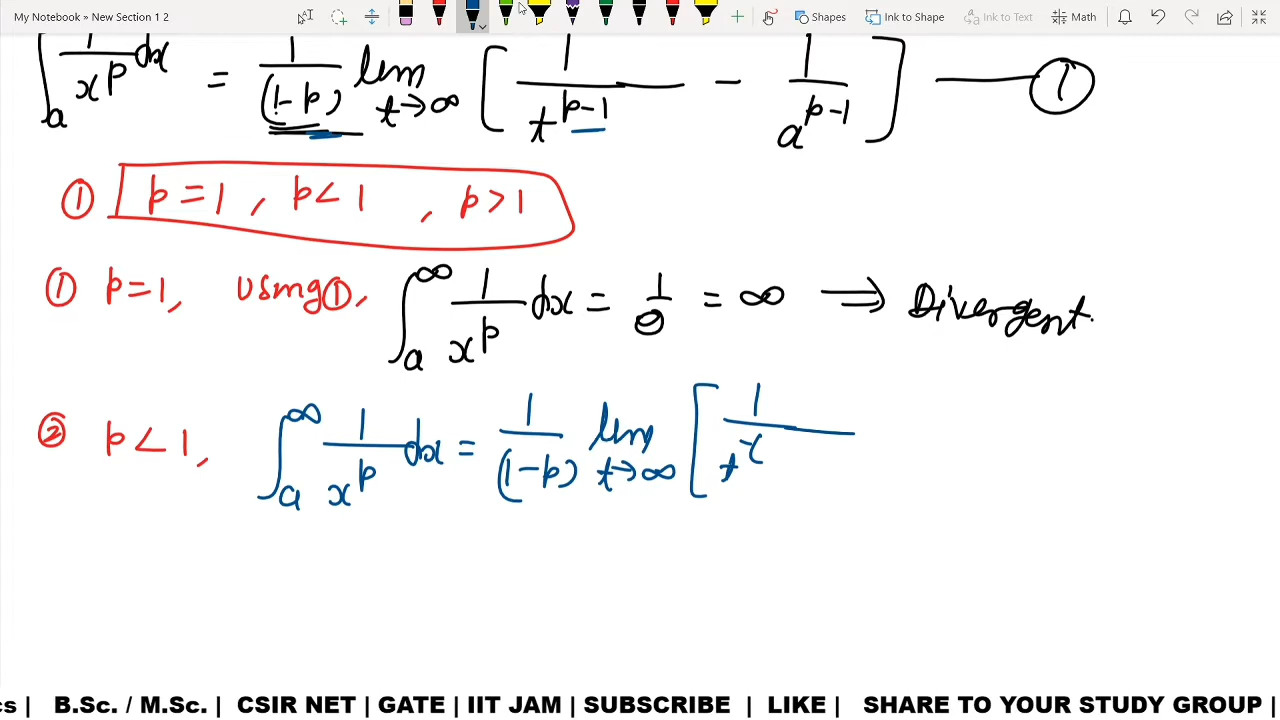 My Notebook » New Section 1 2
Shapes Ink to Shape Ink to Text Math
∫ₐ 1/x^p dx = 1/(1-p) lim t→∞ [ 1/t^(p-1) - 1/a^(p-1) ] — ①
① p=1, p<1, p>1
① p=1, using①, ∫ₐ^∞ 1/x^p dx = 1/0 = ∞ ⇒ Divergent.
② p<1, ∫ₐ^∞ 1/x^p dx = 1/(1-p) lim t→∞ [ 1/t^-(
cs | B.Sc. / M.Sc. | CSIR NET | GATE | IIT JAM | SUBSCRIBE | LIKE | SHARE TO YOUR STUDY GROUP |